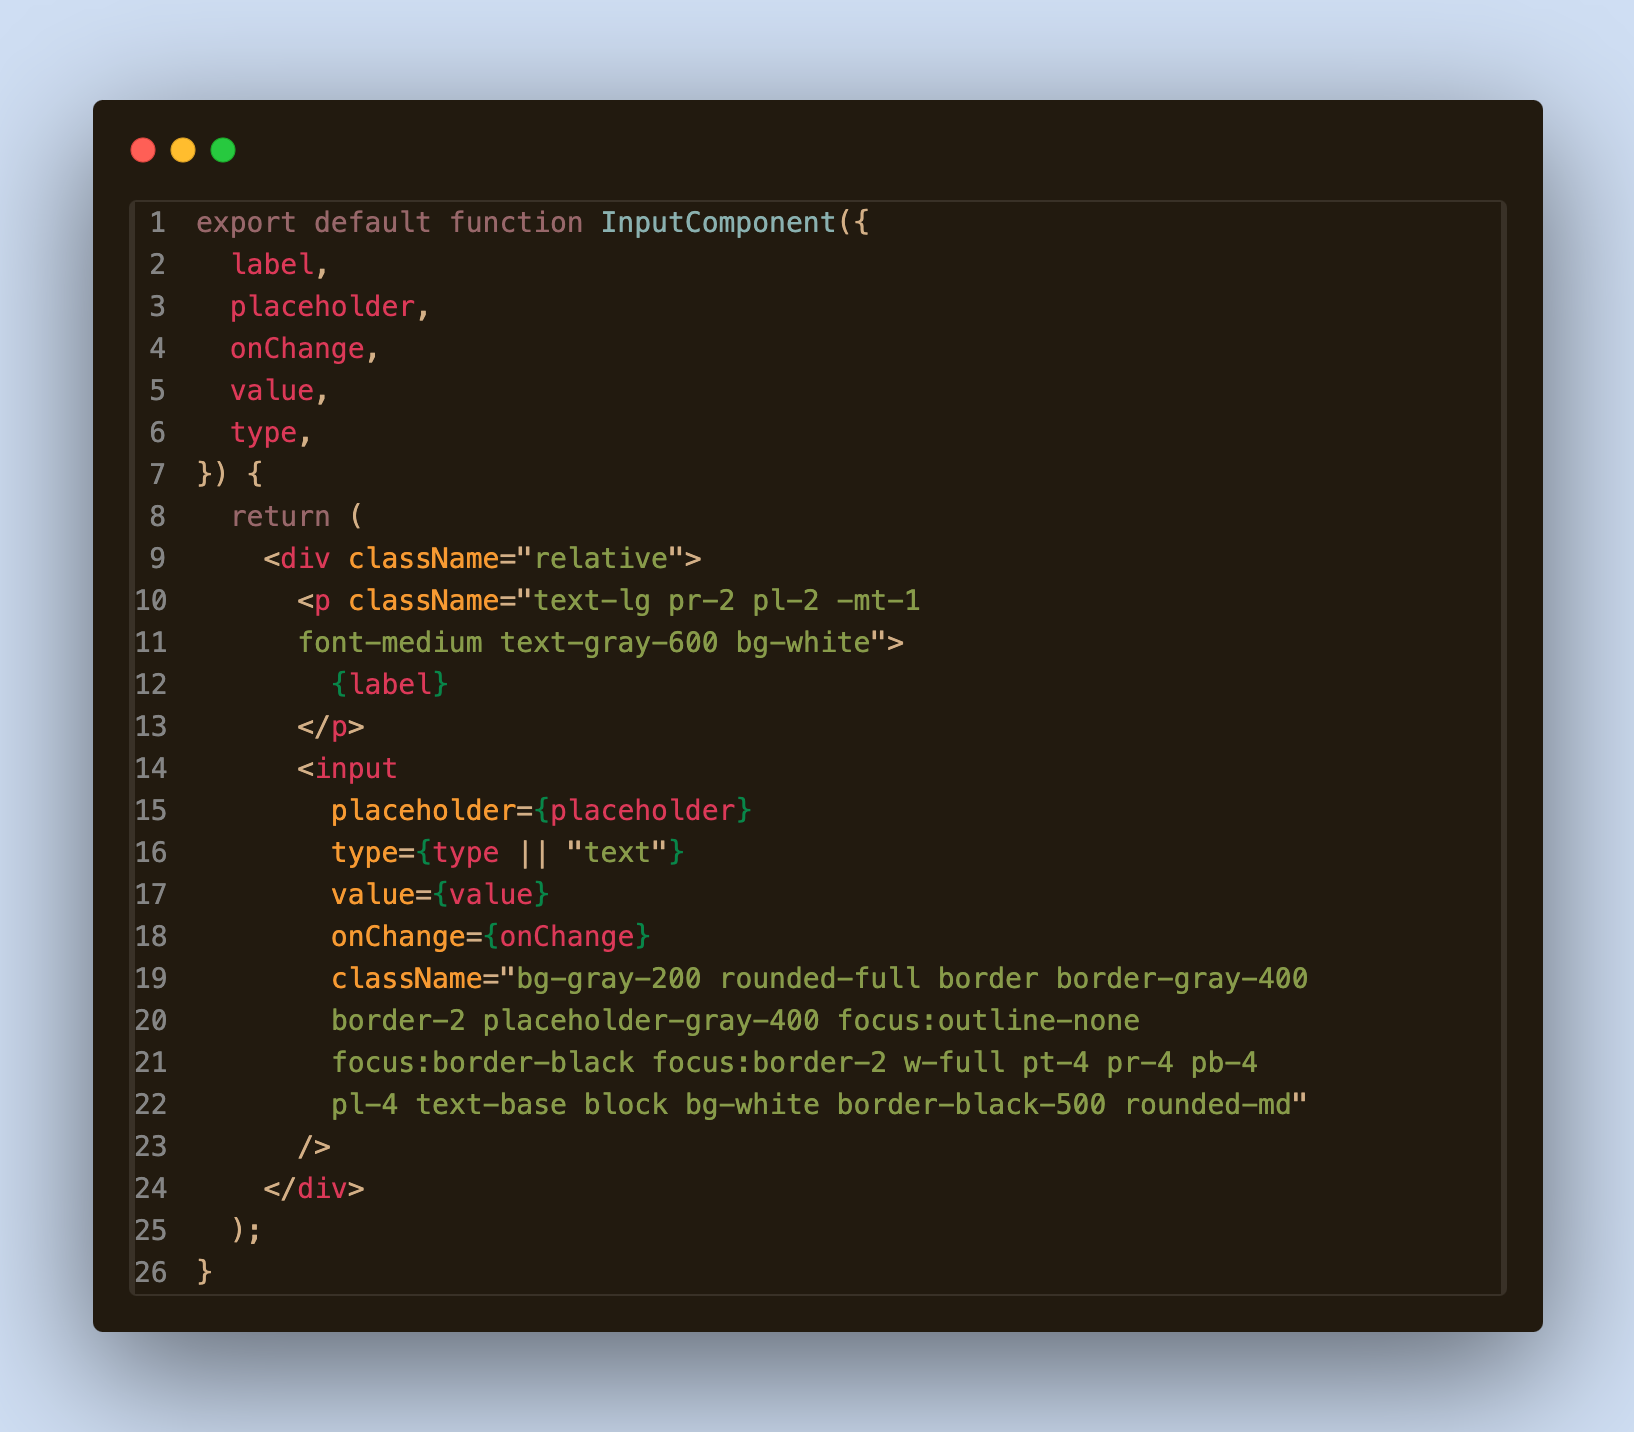 1 export default function InputComponent({
2   label,
3   placeholder,
4   onChange,
5   value,
6   type,
7 }) {
8   return (
9     <div className="relative">
10       <p className="text-lg pr-2 pl-2 -mt-1
11       font-medium text-gray-600 bg-white">
12         {label}
13       </p>
14       <input
15         placeholder={placeholder}
16         type={type || "text"}
17         value={value}
18         onChange={onChange}
19         className="bg-gray-200 rounded-full border border-gray-400
20         border-2 placeholder-gray-400 focus:outline-none
21         focus:border-black focus:border-2 w-full pt-4 pr-4 pb-4
22         pl-4 text-base block bg-white border-black-500 rounded-md"
23       />
24     </div>
25   );
26 }